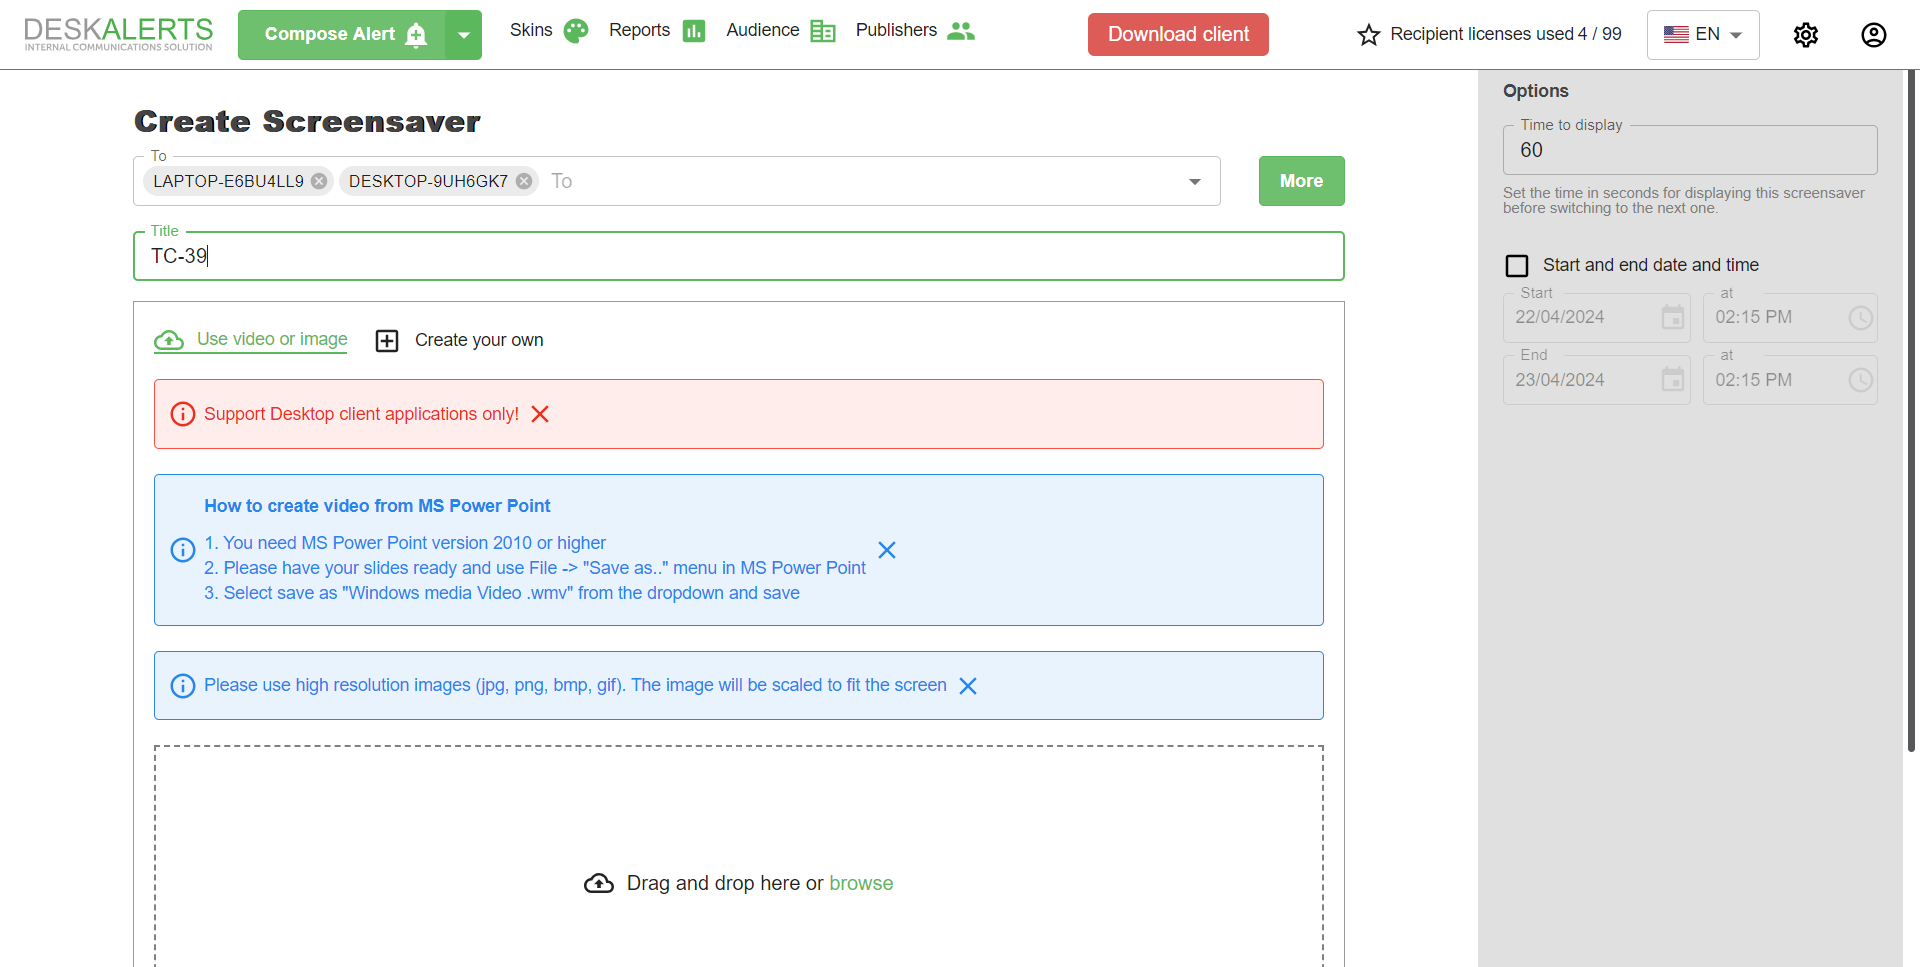 DESKALERTS
INTERNAL COMMUNICATIONS SOLUTION
Compose Alert
Skins
Reports
Audience
Publishers
Download client
Recipient licenses used 4 / 99
EN
Create Screensaver
To
LAPTOP-E6BU4LL9
DESKTOP-9UH6GK7
To
More
Title
TC-39
Use video or image
Create your own
Support Desktop client applications only!
How to create video from MS Power Point
1. You need MS Power Point version 2010 or higher
2. Please have your slides ready and use File -> "Save as.." menu in MS Power Point
3. Select save as "Windows media Video .wmv" from the dropdown and save
Please use high resolution images (jpg, png, bmp, gif). The image will be scaled to fit the screen
Drag and drop here or browse
Options
Time to display
60
Set the time in seconds for displaying this screensaver
before switching to the next one.
Start and end date and time
Start
22/04/2024
at
02:15 PM
End
23/04/2024
at
02:15 PM